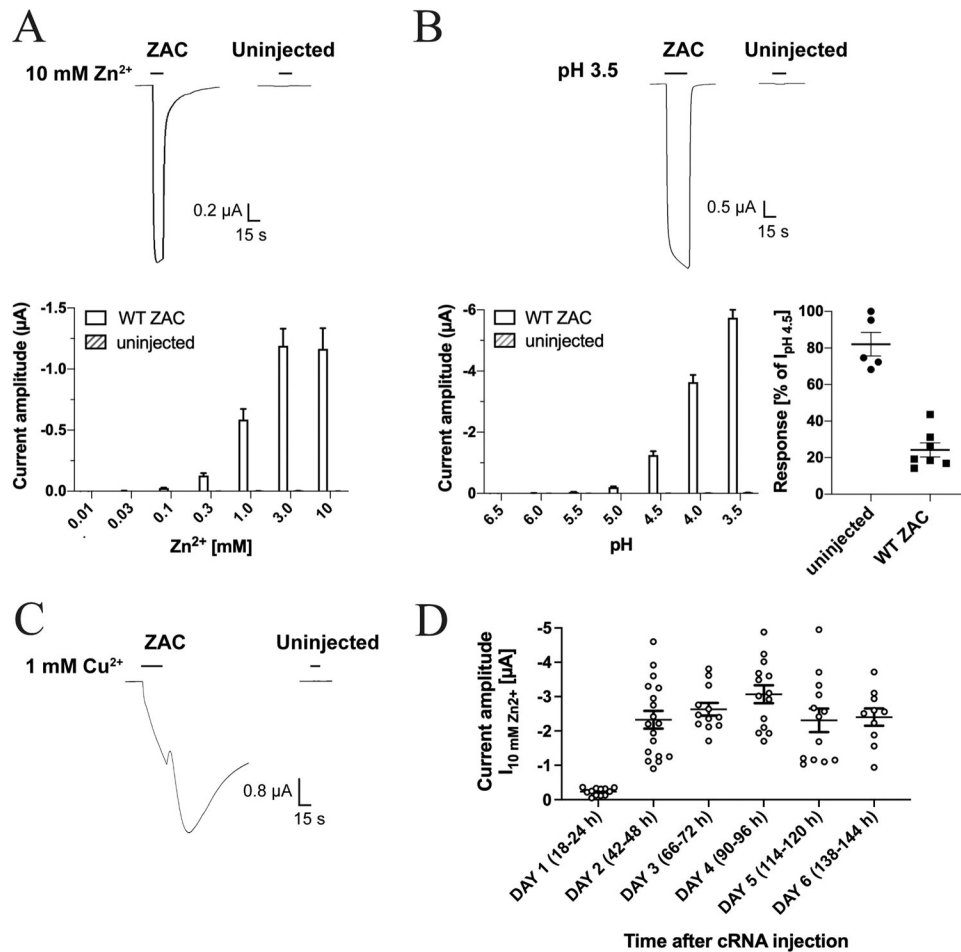 A
ZAC Uninjected
10 mM Zn²⁺
0.2 µA
15 s
-1.5
-1.0
-0.5
0.0
Current amplitude (µA)
WT ZAC
uninjected
0.01 0.03 0.1 0.3 1.0 3.0 10
Zn²⁺ [mM]
B
ZAC Uninjected
pH 3.5
0.5 µA
15 s
-6
-4
-2
0
Current amplitude (µA)
WT ZAC
uninjected
6.5 6.0 5.5 5.0 4.5 4.0 3.5
pH
100
80
60
40
20
0
Response [% of I pH 4.5]
uninjected WT ZAC
C
ZAC Uninjected
1 mM Cu²⁺
0.8 µA
15 s
D
-5
-4
-3
-2
-1
0
Current amplitude
I10 mM Zn2+ [µA]
DAY 1 (18-24 h)
DAY 2 (42-48 h)
DAY 3 (66-72 h)
DAY 4 (90-96 h)
DAY 5 (114-120 h)
DAY 6 (138-144 h)
Time after cRNA injection